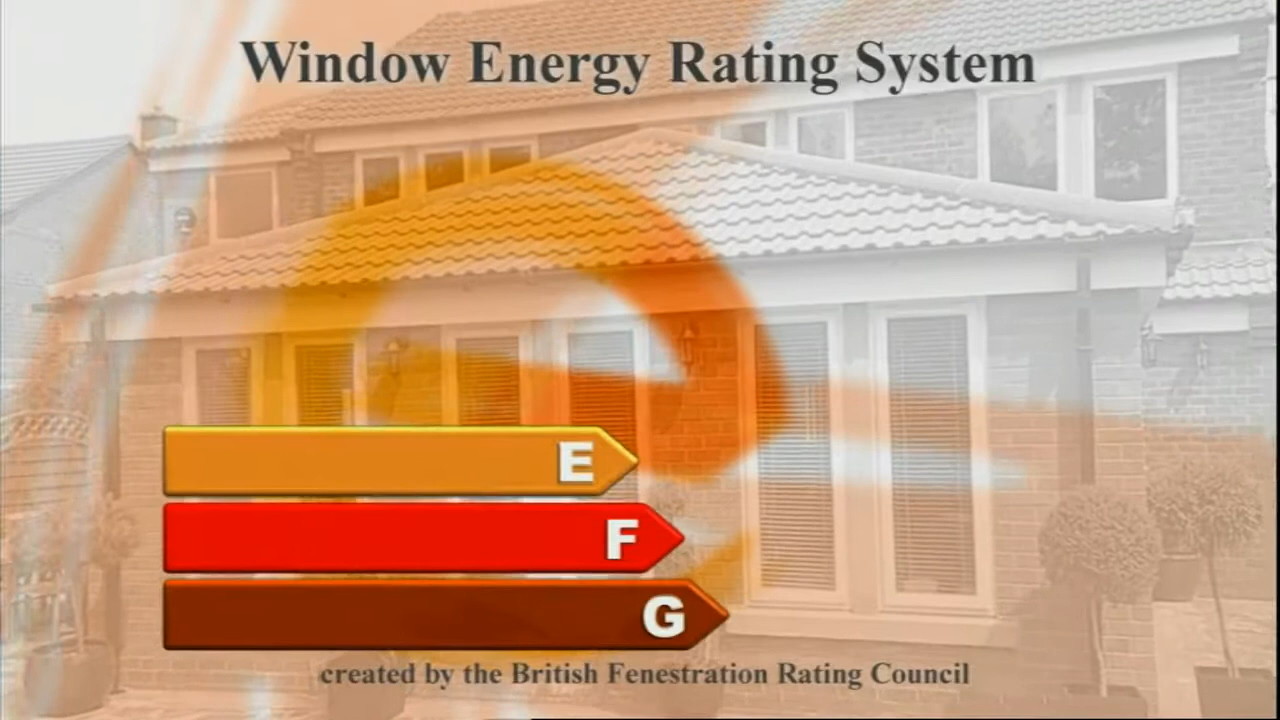 Window Energy Rating System
E
F
G
created by the British Fenestration Rating Council